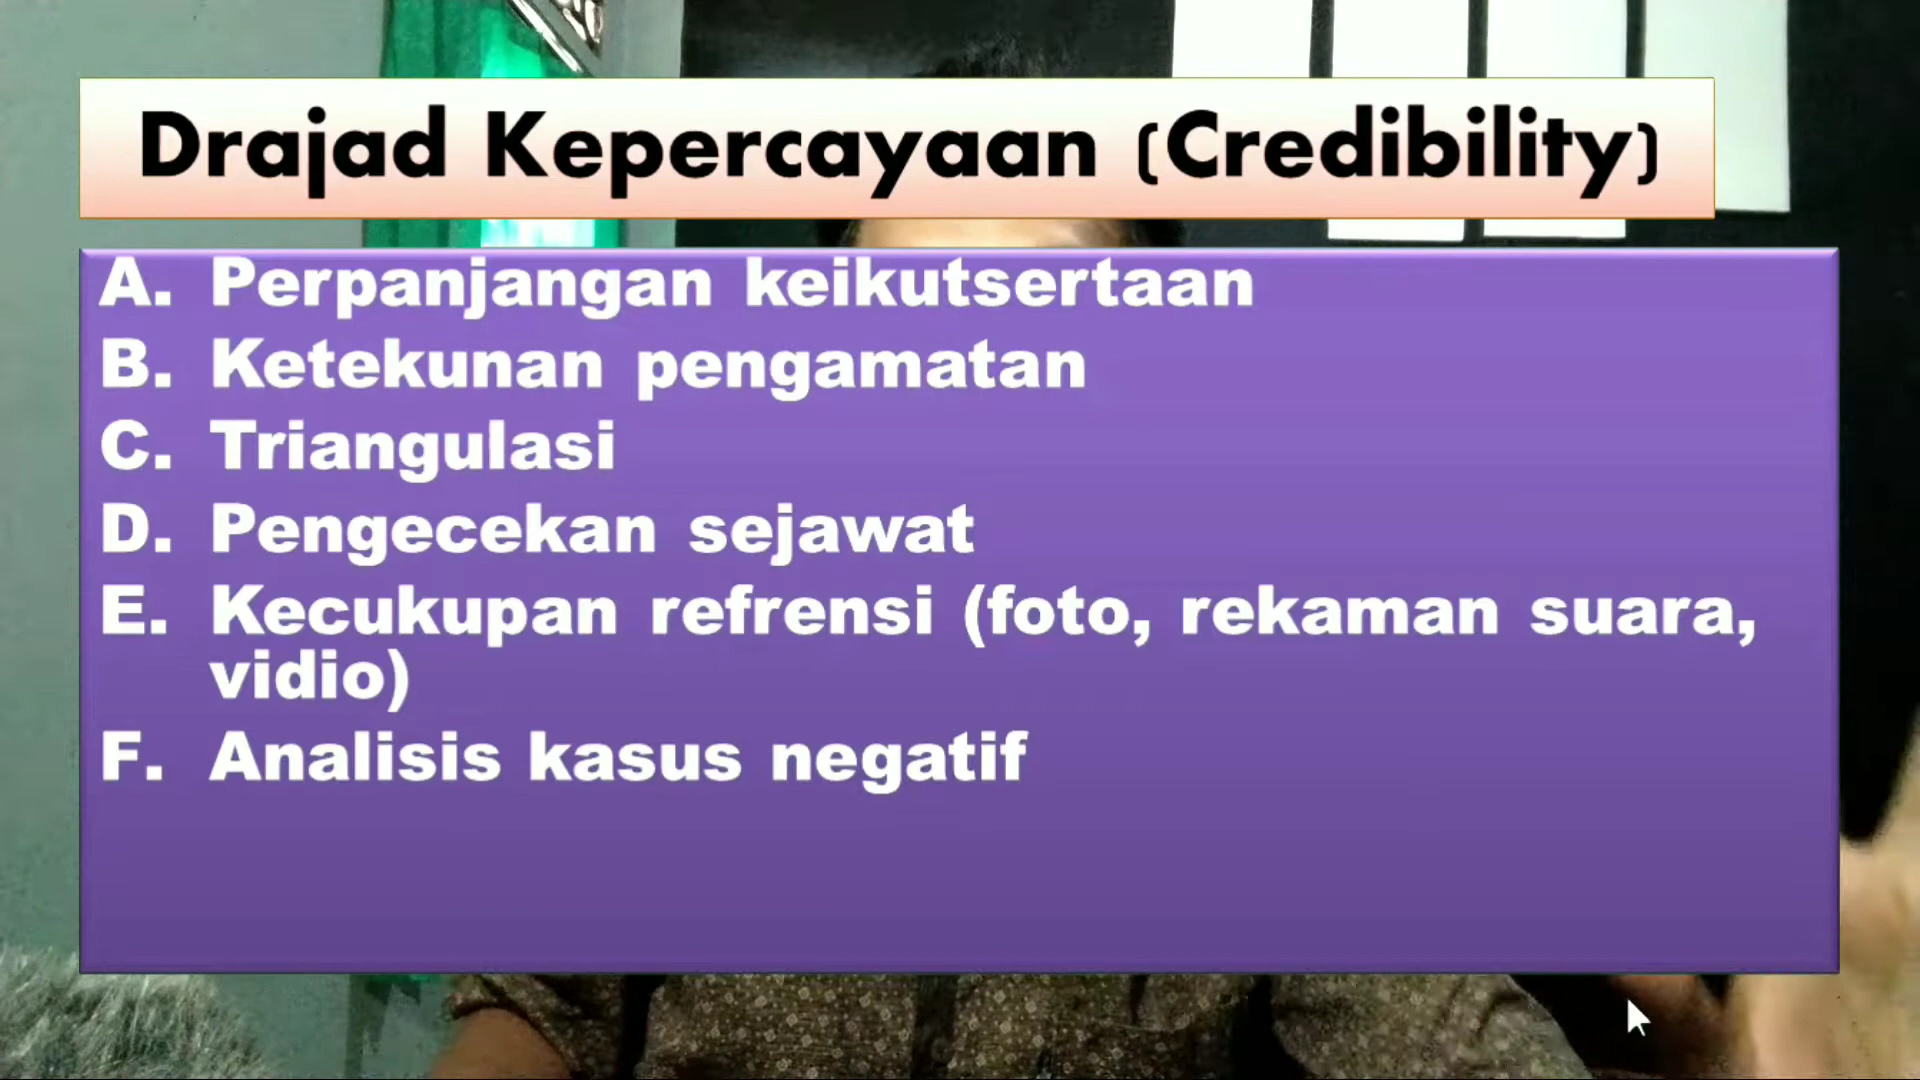 Drajad Kepercayaan (Credibility)
A. Perpanjangan keikutsertaan
B. Ketekunan pengamatan
C. Triangulasi
D. Pengecekan sejawat
E. Kecukupan refrensi (foto, rekaman suara,
vidio)
F. Analisis kasus negatif